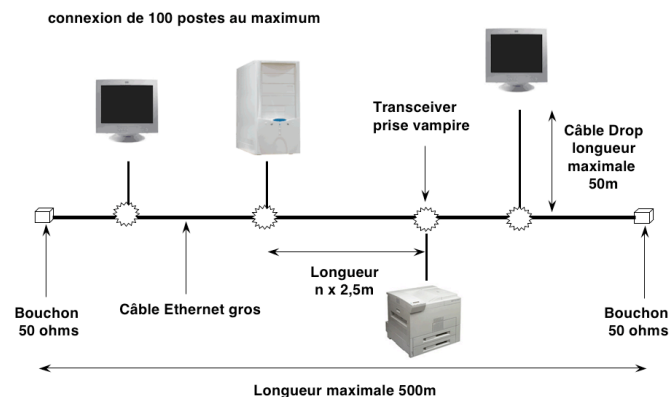 connexion de 100 postes au maximum
Transceiver
prise vampire
Câble Drop
longueur
maximale
50m
Longueur
n x 2,5m
Bouchon
50 ohms
Câble Ethernet gros
Bouchon
50 ohms
Longueur maximale 500m